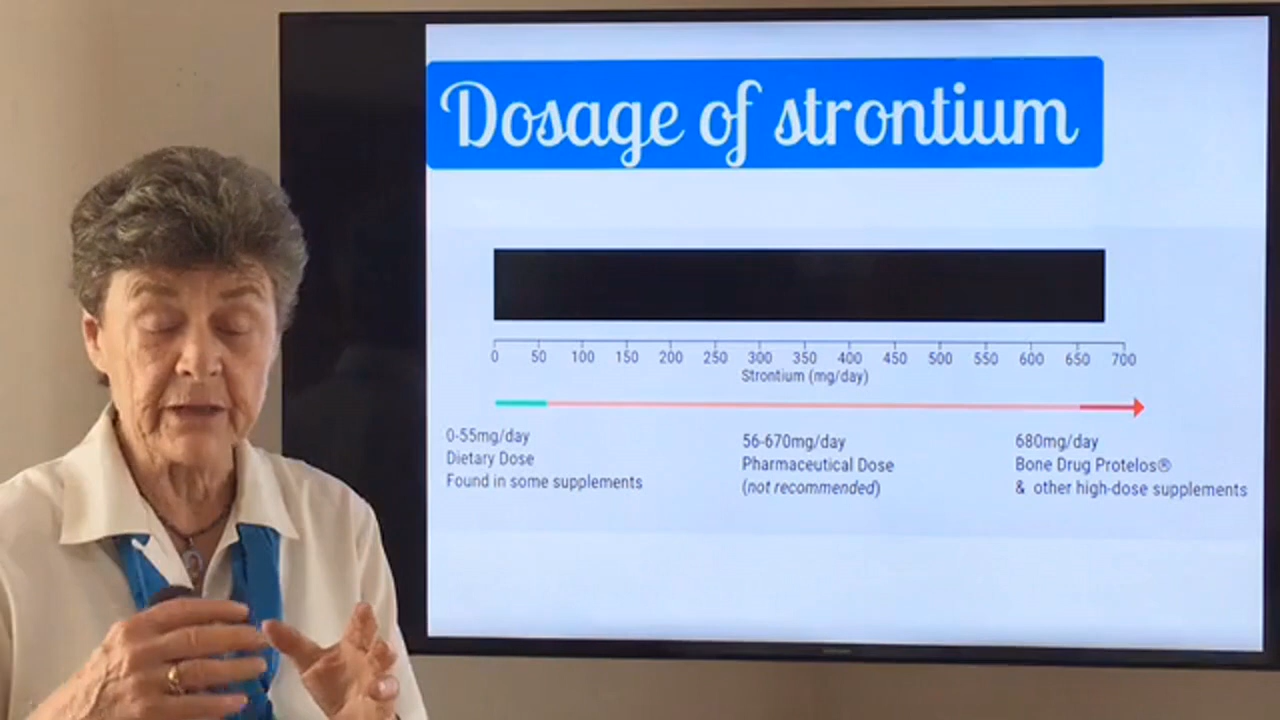 Dosage of strontium
0 50 100 150 200 250 300 350 400 450 500 550 600 650 700
Strontium (mg/day)
0-55mg/day
Dietary Dose
Found in some supplements
56-670mg/day
Pharmaceutical Dose
(not recommended)
680mg/day
Bone Drug Protelos®
& other high-dose supplements